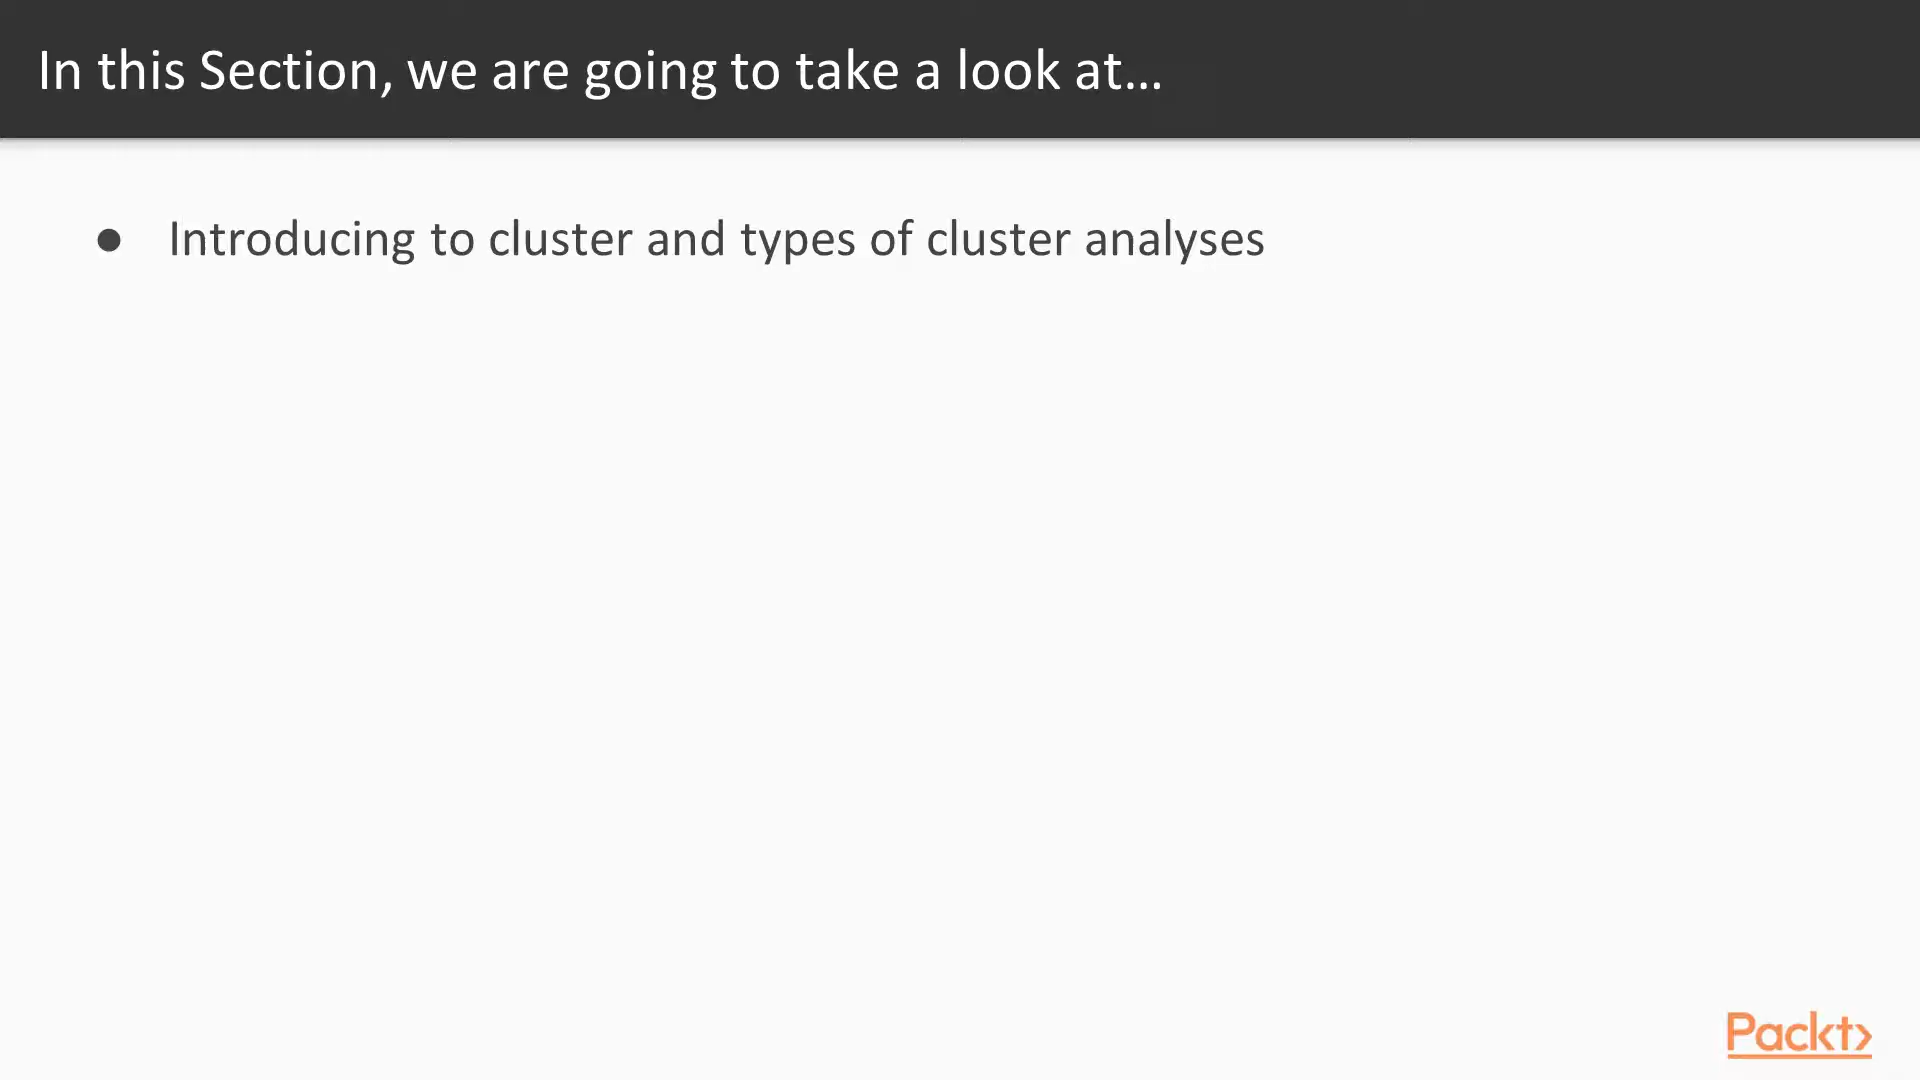 In this Section, we are going to take a look at...
● Introducing to cluster and types of cluster analyses
Packt>